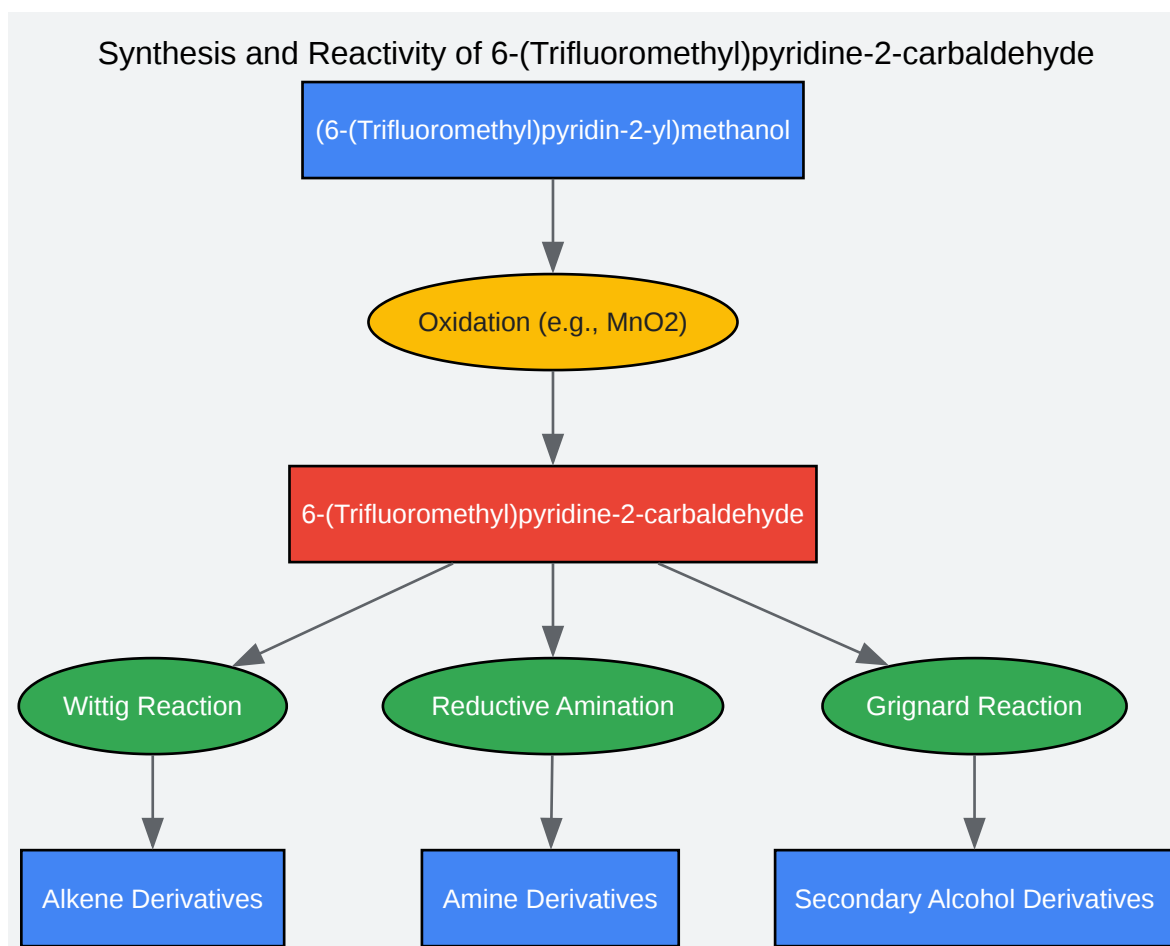 Synthesis and Reactivity of 6-(Trifluoromethyl)pyridine-2-carbaldehyde
(6-(Trifluoromethyl)pyridin-2-yl)methanol
Oxidation (e.g., MnO2)
6-(Trifluoromethyl)pyridine-2-carbaldehyde
Wittig Reaction
Reductive Amination
Grignard Reaction
Alkene Derivatives
Amine Derivatives
Secondary Alcohol Derivatives